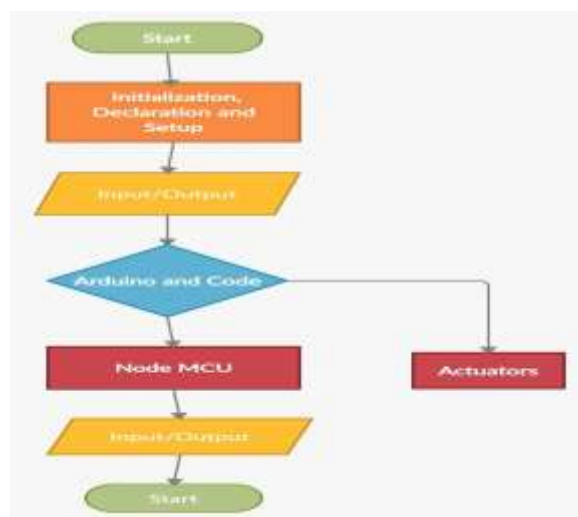 Start
Initialization,
Declaration and
Setup
Input/Output
Arduino and Code
Node MCU
Actuators
Input/Output
Start